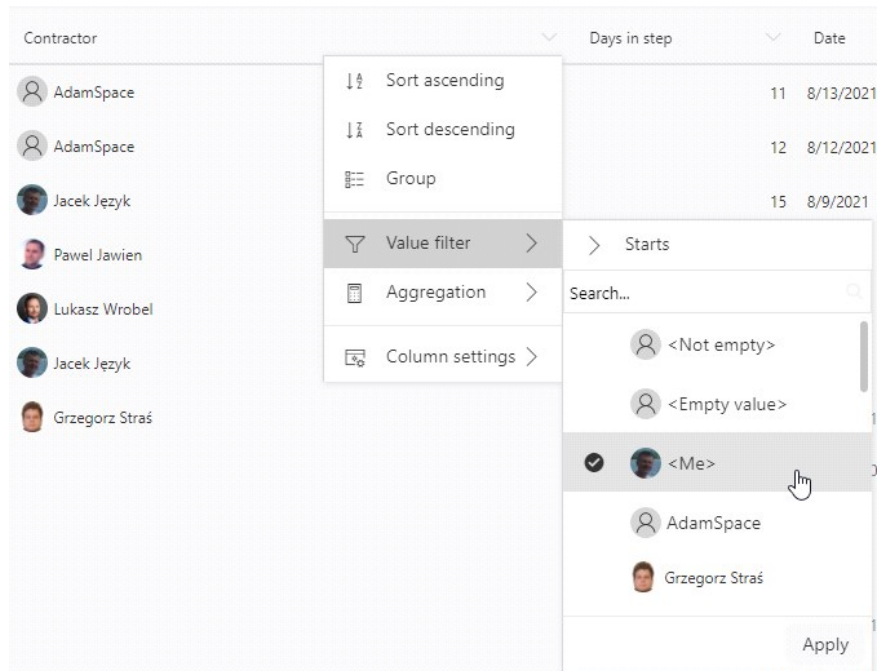 Contractor Days in step Date
AdamSpace 11 8/13/2021
AdamSpace 12 8/12/2021
Jacek Język 15 8/9/2021
Pawel Jawien
Lukasz Wrobel
Jacek Język
Grzegorz Straś
Sort ascending
Sort descending
Group
Value filter
Aggregation
Column settings
Starts
Search...
<Not empty>
<Empty value>
<Me>
AdamSpace
Grzegorz Straś
Apply